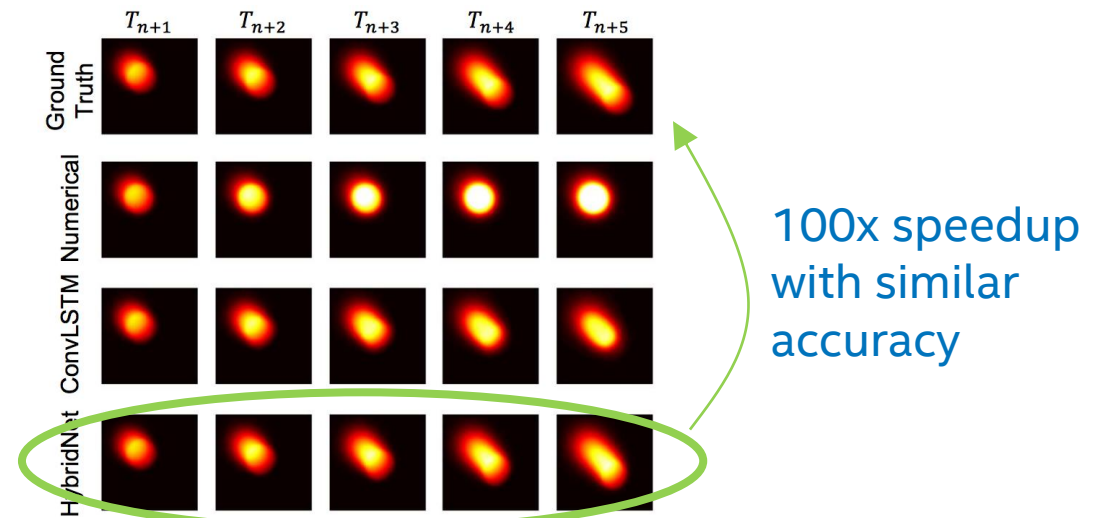 T_{n+1} T_{n+2} T_{n+3} T_{n+4} T_{n+5}
Ground
Truth
Numerical
ConvLSTM
HybridNet
100x speedup
with similar
accuracy